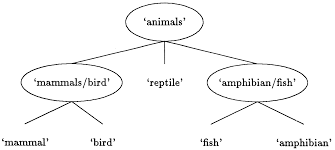 ‘animals’
‘mammals/bird’ ‘reptile’ ‘amphibian/fish’
‘mammal’ ‘bird’ ‘fish’ ‘amphibian’